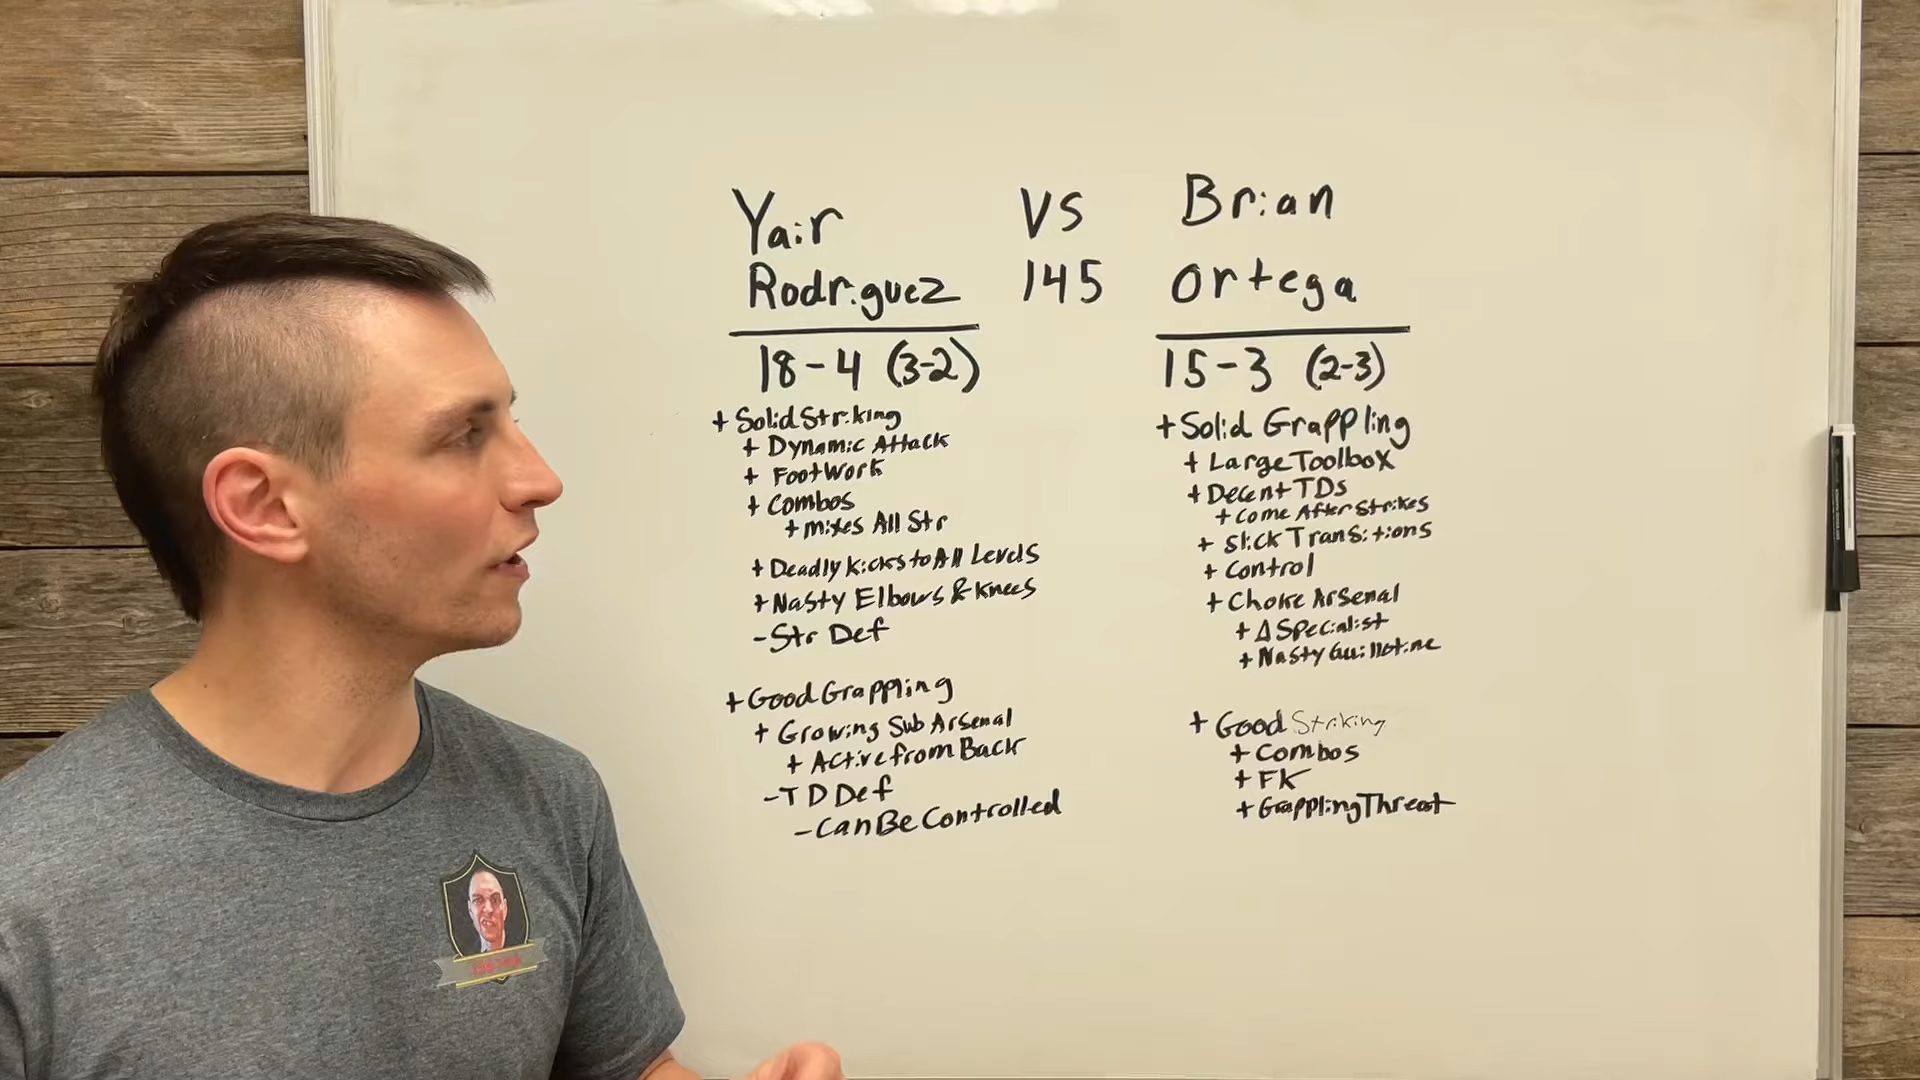 Yair
Rodriguez
VS
145
Brian
Ortega
18-4 (3-2)
+ Solid Striking
+ Dynamic Attack
+ FootWork
+ Combos
+ mixes All Str
+ Deadly kicks to All Levels
+ Nasty Elbows & knees
- Str Def
+ Good Grappling
+ Growing Sub Arsenal
+ Active from Back
- TD Def
- Can Be Controlled
15-3 (2-3)
+ Solid Grappling
+ Large Toolbox
+ Decent TDs
+ Come After Strikes
+ Slick Transitions
+ Control
+ Choke Arsenal
+ Δ Specialist
+ Nasty Guillotine
+ Good Striking
+ Combos
+ FK
+ Grappling Threat